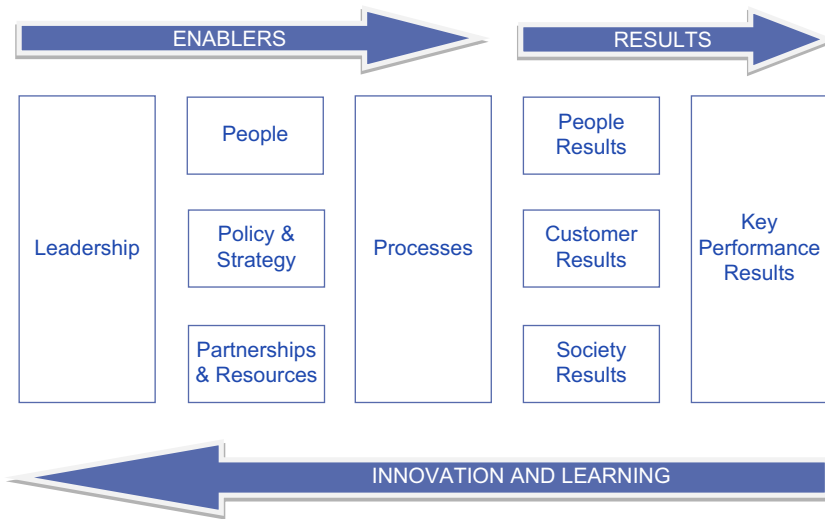 ENABLERS
RESULTS
Leadership
People
Policy &
Strategy
Partnerships
& Resources
Processes
People
Results
Customer
Results
Society
Results
Key
Performance
Results
INNOVATION AND LEARNING